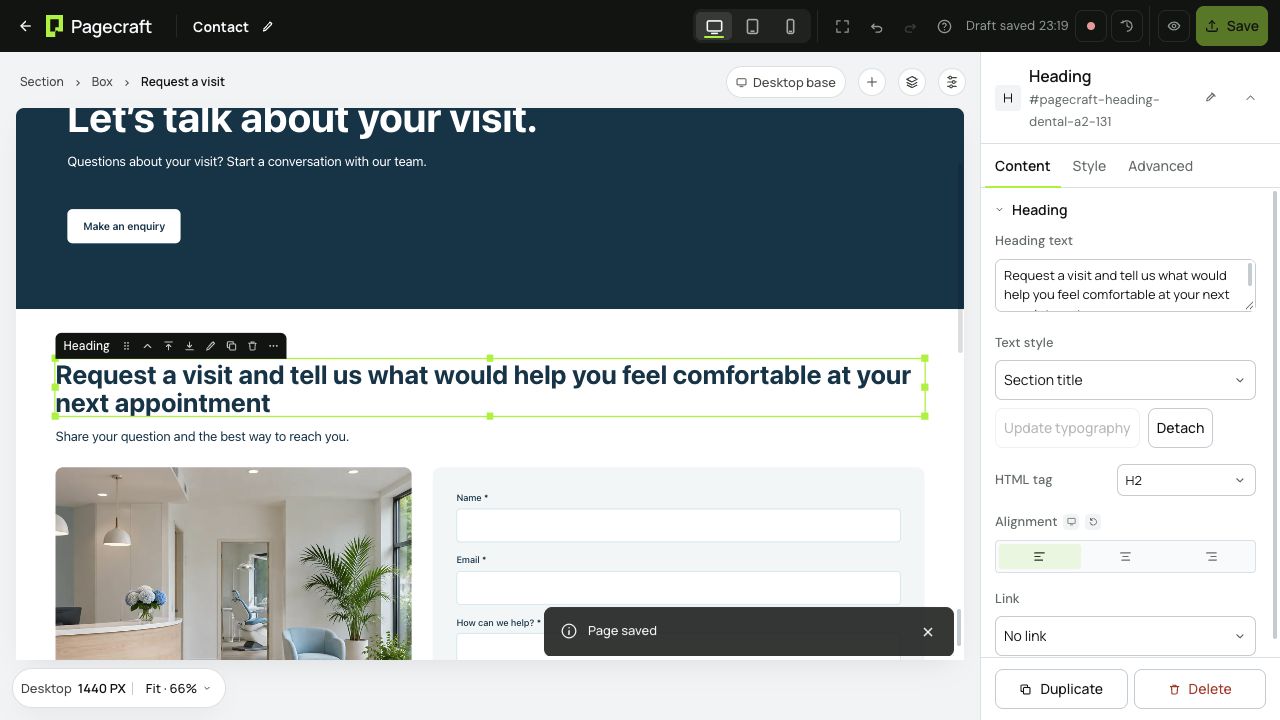 Pagecraft
Contact
Draft saved 23:19
Save
Section
Box
Request a visit
Desktop base
Let's talk about your visit.
Questions about your visit? Start a conversation with our team.
Make an enquiry
Heading
Request a visit and tell us what would help you feel comfortable at your
next appointment
Share your question and the best way to reach you.
Name *
Email *
How can we help? *
Page saved
Desktop 1440 PX
Fit · 66%
H
Heading
#pagecraft-heading-
dental-a2-131
Content
Style
Advanced
Heading
Heading text
Request a visit and tell us what would
help you feel comfortable at your next
Text style
Section title
Update typography
Detach
HTML tag
H2
Alignment
Link
No link
Duplicate
Delete